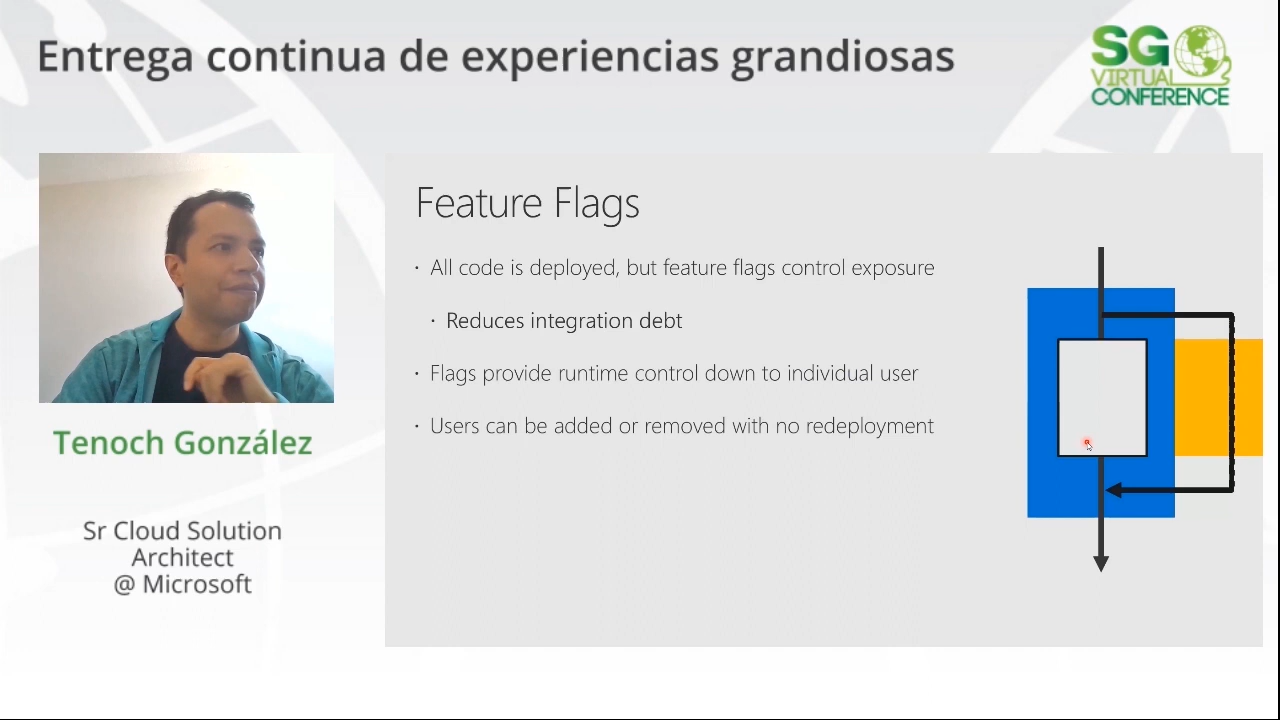 Entrega continua de experiencias grandiosas
SG
VIRTUAL
CONFERENCE
Feature Flags
· All code is deployed, but feature flags control exposure
· Reduces integration debt
· Flags provide runtime control down to individual user
· Users can be added or removed with no redeployment
Tenoch González
Sr Cloud Solution
Architect
@ Microsoft